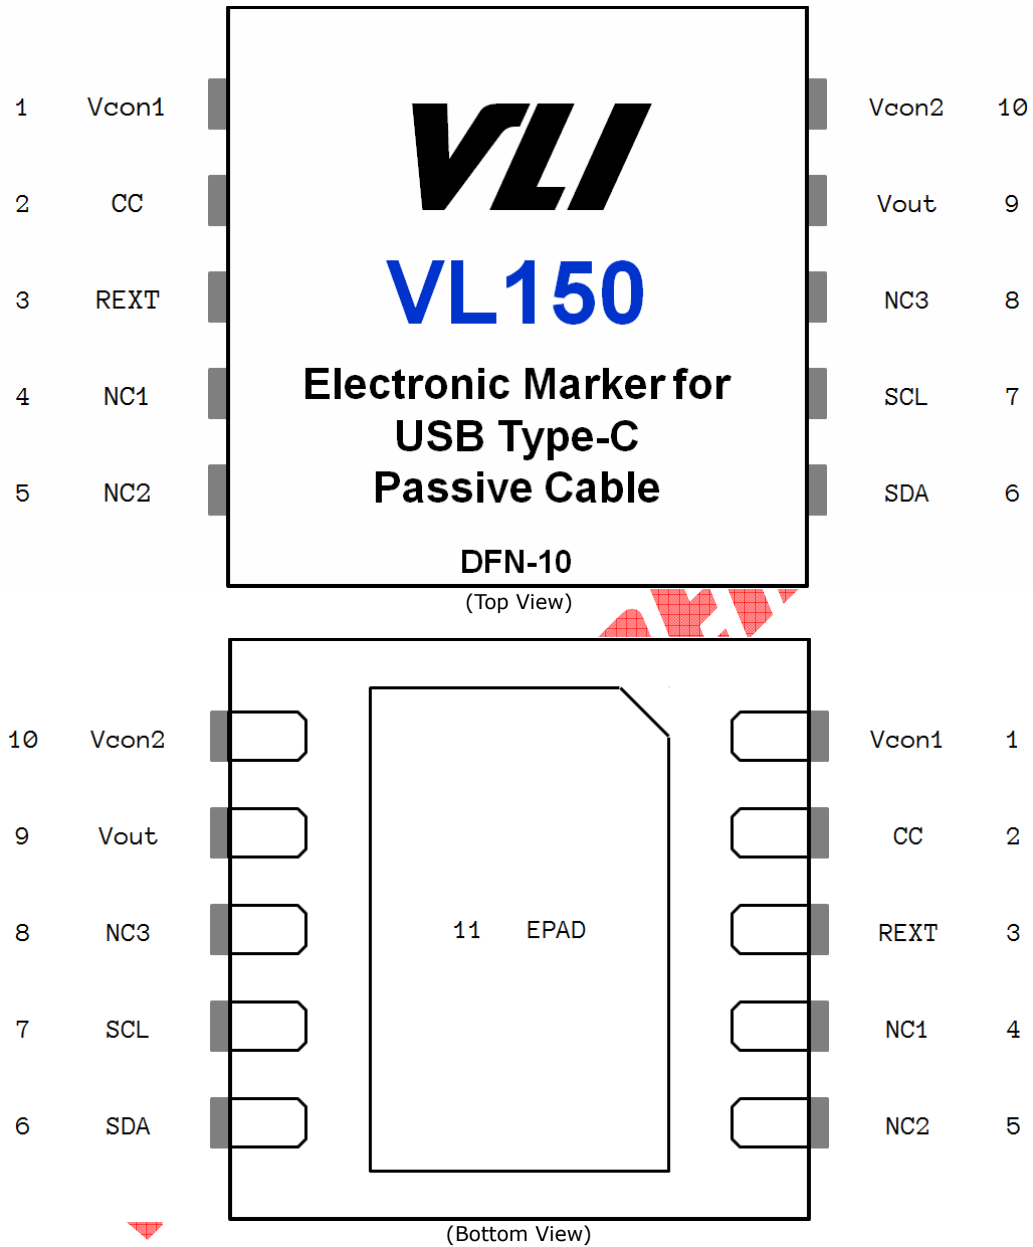 1 Vcon1 VLI Vcon2 10
2 CC Vout 9
3 REXT VL150 NC3 8
4 NC1 Electronic Marker for SCL 7
USB Type-C
5 NC2 Passive Cable SDA 6
DFN-10
(Top View)
10 Vcon2 Vcon1 1
9 Vout CC 2
8 NC3 11 EPAD REXT 3
7 SCL NC1 4
6 SDA NC2 5
(Bottom View)